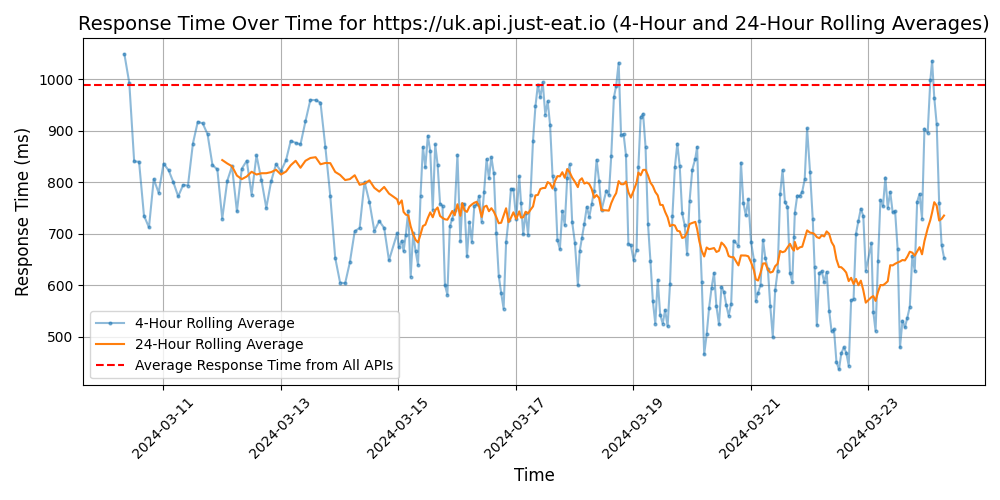 Response Time Over Time for https://uk.api.just-eat.io (4-Hour and 24-Hour Rolling Averages)
Response Time (ms)
1000
900
800
700
600
500
4-Hour Rolling Average
24-Hour Rolling Average
Average Response Time from All APIs
2024-03-11
2024-03-13
2024-03-15
2024-03-17
2024-03-19
2024-03-21
2024-03-23
Time